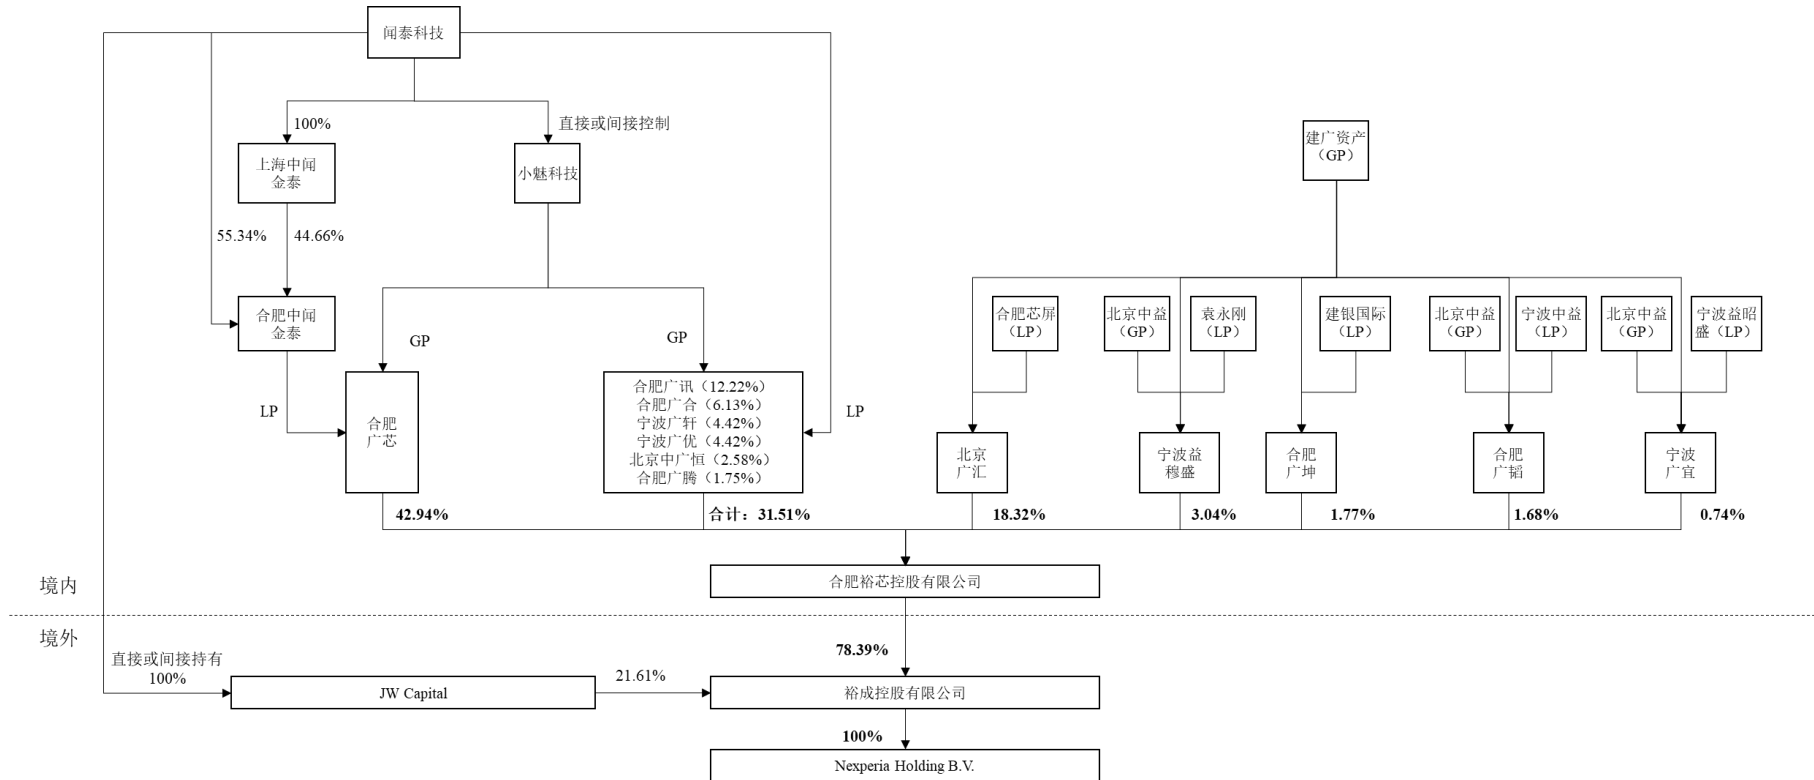 闻泰科技
100%
直接或间接控制
上海中闻
金泰
小魅科技
建广资产
（GP）
55.34%
44.66%
合肥中闻
金泰
合肥芯屏
（LP）
北京中益
（GP）
袁永刚
（LP）
建银国际
（LP）
北京中益
（GP）
宁波中益
（LP）
北京中益
（GP）
宁波益昭
盛（LP）
GP
GP
LP
合肥
广芯
合肥广讯（12.22%）
合肥广合（6.13%）
宁波广轩（4.42%）
宁波广优（4.42%）
北京中广恒（2.58%）
合肥广腾（1.75%）
LP
北京
广汇
宁波益
穆盛
合肥
广坤
合肥
广韬
宁波
广宜
42.94%
合计：31.51%
18.32%
3.04%
1.77%
1.68%
0.74%
合肥裕芯控股有限公司
境内
境外
78.39%
直接或间接持有
100%
JW Capital
21.61%
裕成控股有限公司
100%
Nexperia Holding B.V.